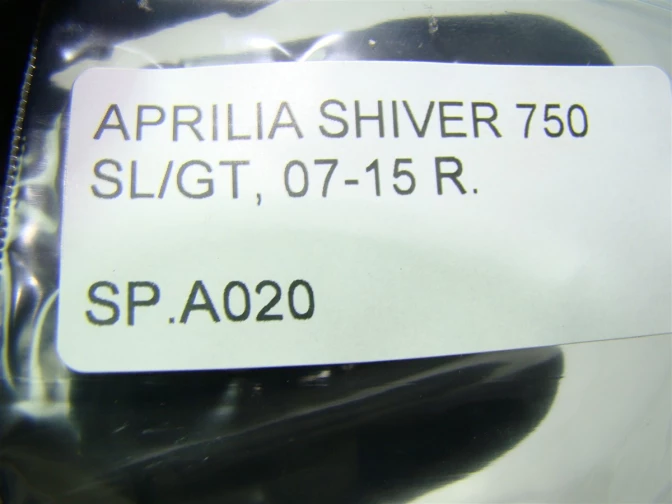 APRILIA SHIVER 750
SL/GT, 07-15 R.
SP.A020